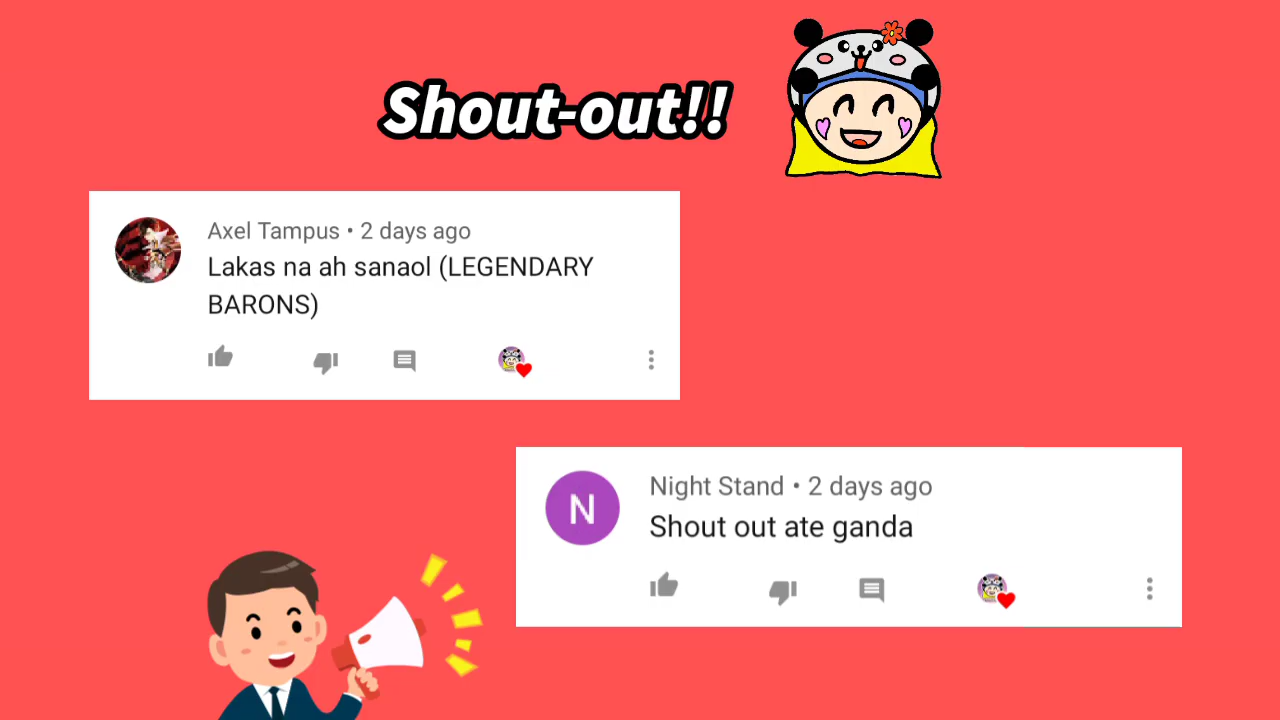 Shout-out!!
Axel Tampus • 2 days ago
Lakas na ah sanaol (LEGENDARY
BARONS)
N
Night Stand • 2 days ago
Shout out ate ganda